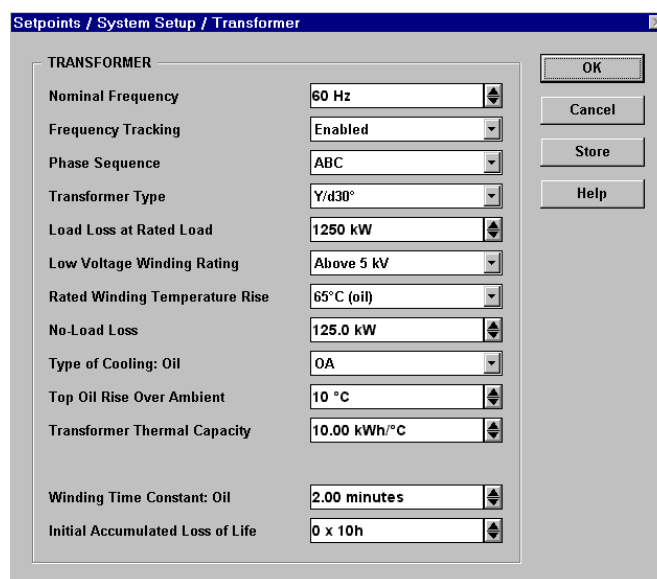 Setpoints / System Setup / Transformer
TRANSFORMER
Nominal Frequency 60 Hz
Frequency Tracking Enabled
Phase Sequence ABC
Transformer Type Y/d30°
Load Loss at Rated Load 1250 kW
Low Voltage Winding Rating Above 5 kV
Rated Winding Temperature Rise 65°C (oil)
No-Load Loss 125.0 kW
Type of Cooling: Oil OA
Top Oil Rise Over Ambient 10 °C
Transformer Thermal Capacity 10.00 kWh/°C
Winding Time Constant: Oil 2.00 minutes
Initial Accumulated Loss of Life 0 x 10h
OK
Cancel
Store
Help